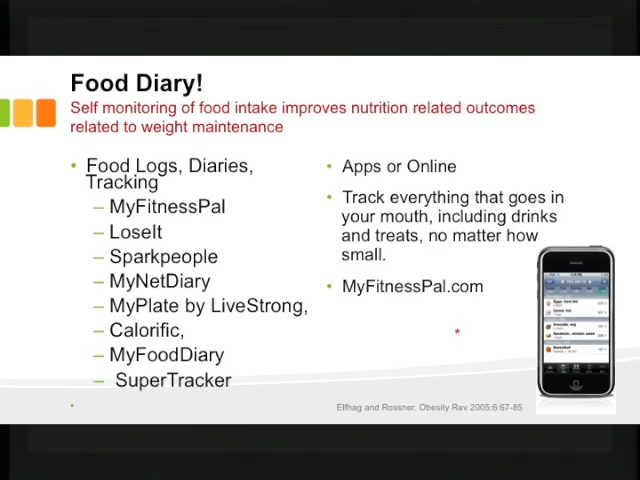 Food Diary!
Self monitoring of food intake improves nutrition related outcomes
related to weight maintenance
• Food Logs, Diaries,
Tracking
– MyFitnessPal
– LoseIt
– Sparkpeople
– MyNetDiary
– MyPlate by LiveStrong,
– Calorific,
– MyFoodDiary
– SuperTracker
• Apps or Online
• Track everything that goes in
your mouth, including drinks
and treats, no matter how
small.
• MyFitnessPal.com
*
Elfhag and Rossner. Obesity Rev 2005:6:67-85